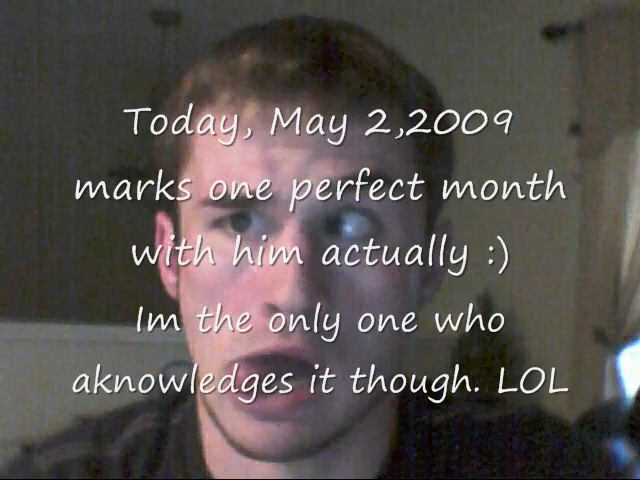 Today, May 2,2009
marks one perfect month
with him actually :)
Im the only one who
aknowledges it though. LOL